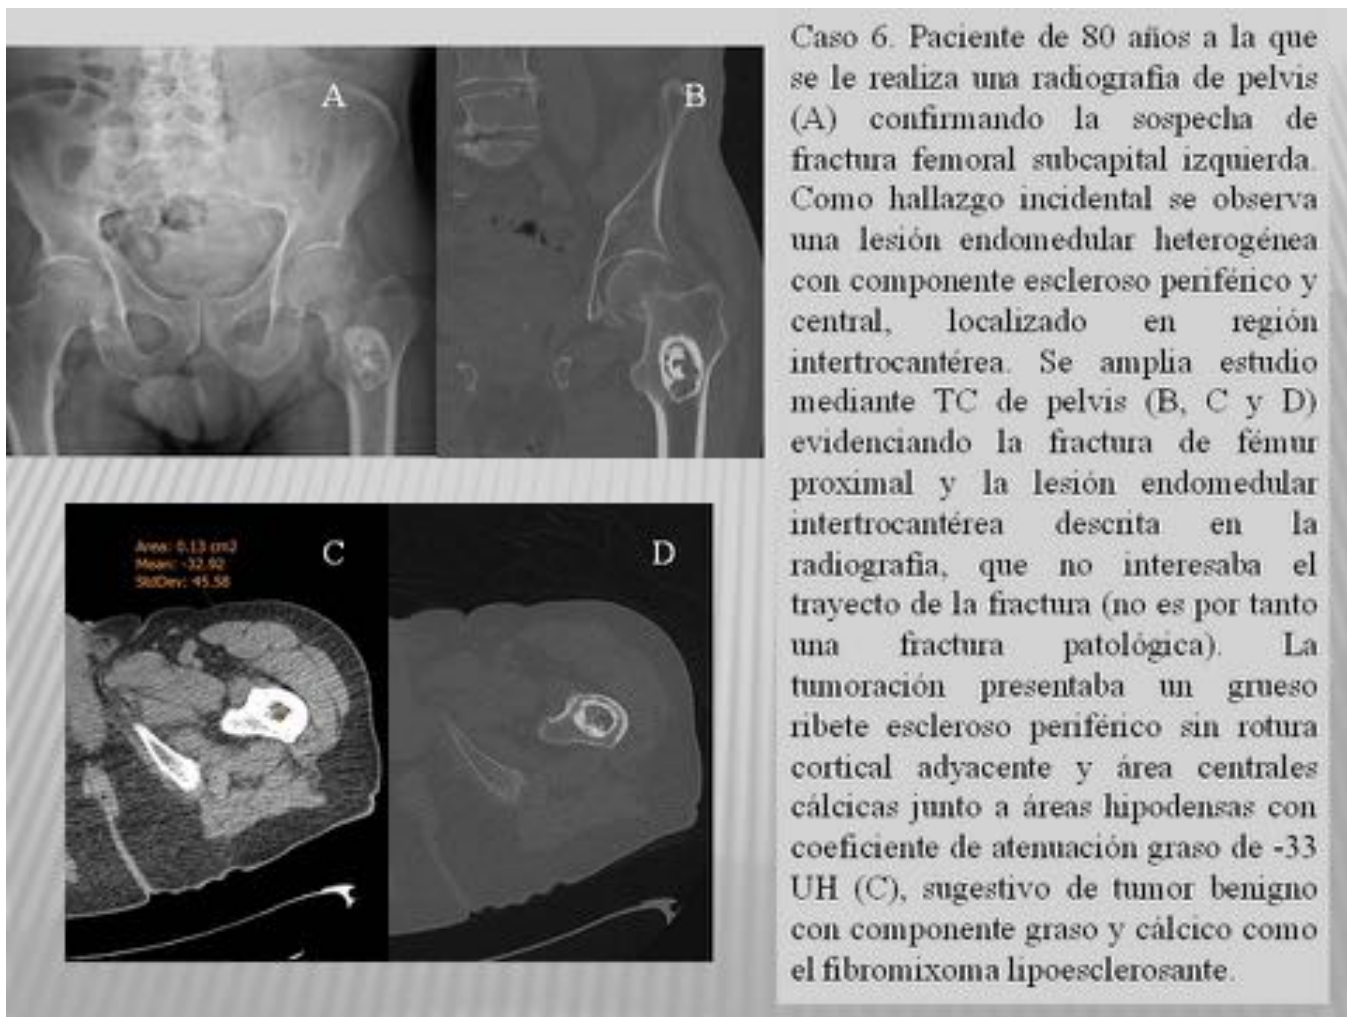 A
B
Caso 6. Paciente de 80 años a la que
se le realiza una radiografia de pelvis
(A) confirmando la sospecha de
fractura femoral subcapital izquierda.
Como hallazgo incidental se observa
una lesión endomedular heterogénea
con componente escleroso periférico y
central, localizado en región
intertrocantérea. Se amplia estudio
mediante TC de pelvis (B, C y D)
evidenciando la fractura de fémur
proximal y la lesión endomedular
intertrocantérea descrita en la
radiografia, que no interesaba el
trayecto de la fractura (no es por tanto
una fractura patológica). La
tumoración presentaba un grueso
ribete escleroso periférico sin rotura
cortical adyacente y área centrales
cálcicas junto a áreas hipodensas con
coeficiente de atenuación graso de -33
UH (C), sugestivo de tumor benigno
con componente graso y cálcico como
el fibromixoma lipoesclerosante.
Area: 0.13 cm2
Mean: -32.92
StdDev: 45.58
C
D